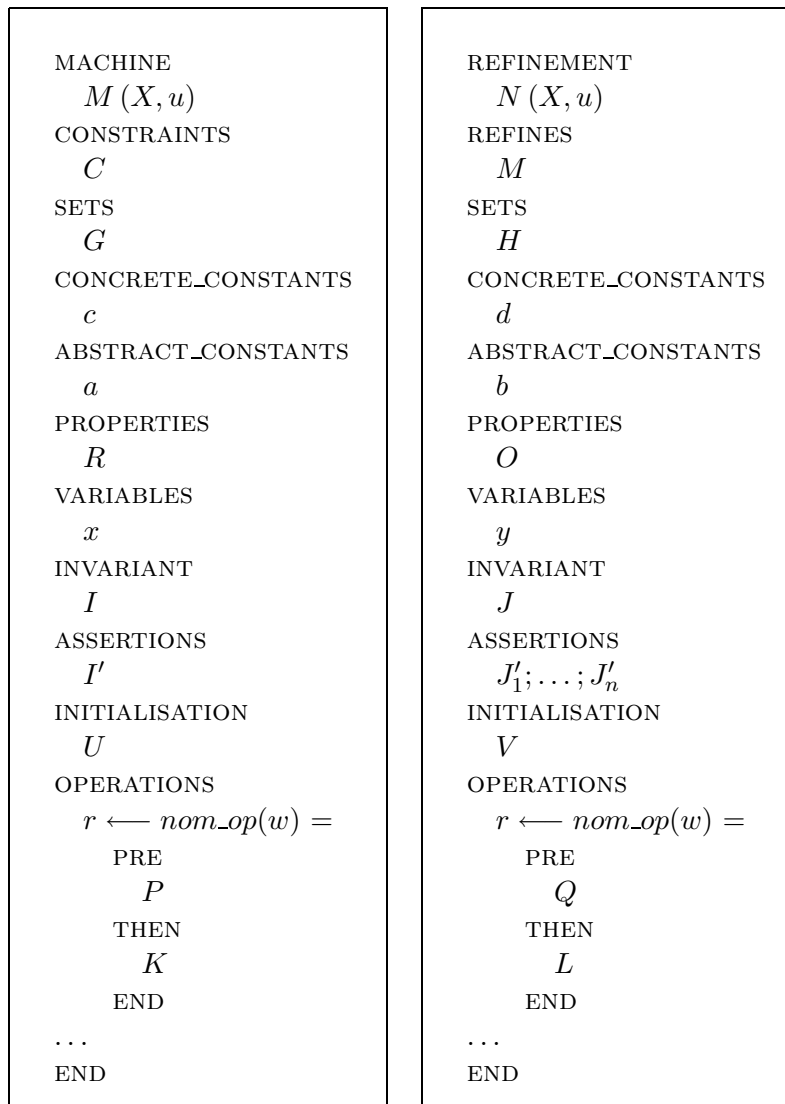 MACHINE
M (X, u)
CONSTRAINTS
C
SETS
G
CONCRETE_CONSTANTS
c
ABSTRACT_CONSTANTS
a
PROPERTIES
R
VARIABLES
x
INVARIANT
I
ASSERTIONS
I′
INITIALISATION
U
OPERATIONS
r ⟵ nom_op(w) =
PRE
P
THEN
K
END
. . .
END
REFINEMENT
N (X, u)
REFINES
M
SETS
H
CONCRETE_CONSTANTS
d
ABSTRACT_CONSTANTS
b
PROPERTIES
O
VARIABLES
y
INVARIANT
J
ASSERTIONS
J′₁; . . . ; J′ₙ
INITIALISATION
V
OPERATIONS
r ⟵ nom_op(w) =
PRE
Q
THEN
L
END
. . .
END